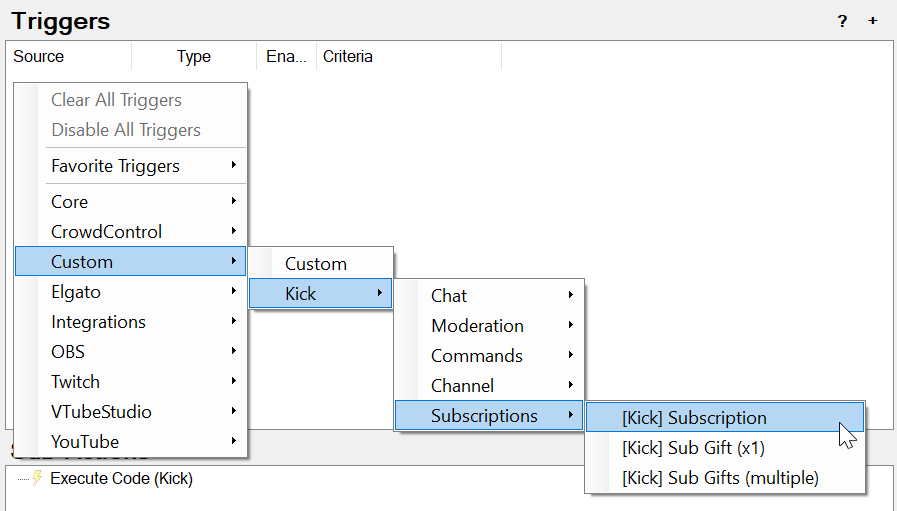 Triggers ? +
Source Type Ena... Criteria
Clear All Triggers
Disable All Triggers
Favorite Triggers
Core
CrowdControl
Custom
Elgato
Integrations
OBS
Twitch
VTubeStudio
YouTube
Custom
Kick
Chat
Moderation
Commands
Channel
Subscriptions
[Kick] Subscription
[Kick] Sub Gift (x1)
[Kick] Sub Gifts (multiple)
Execute Code (Kick)